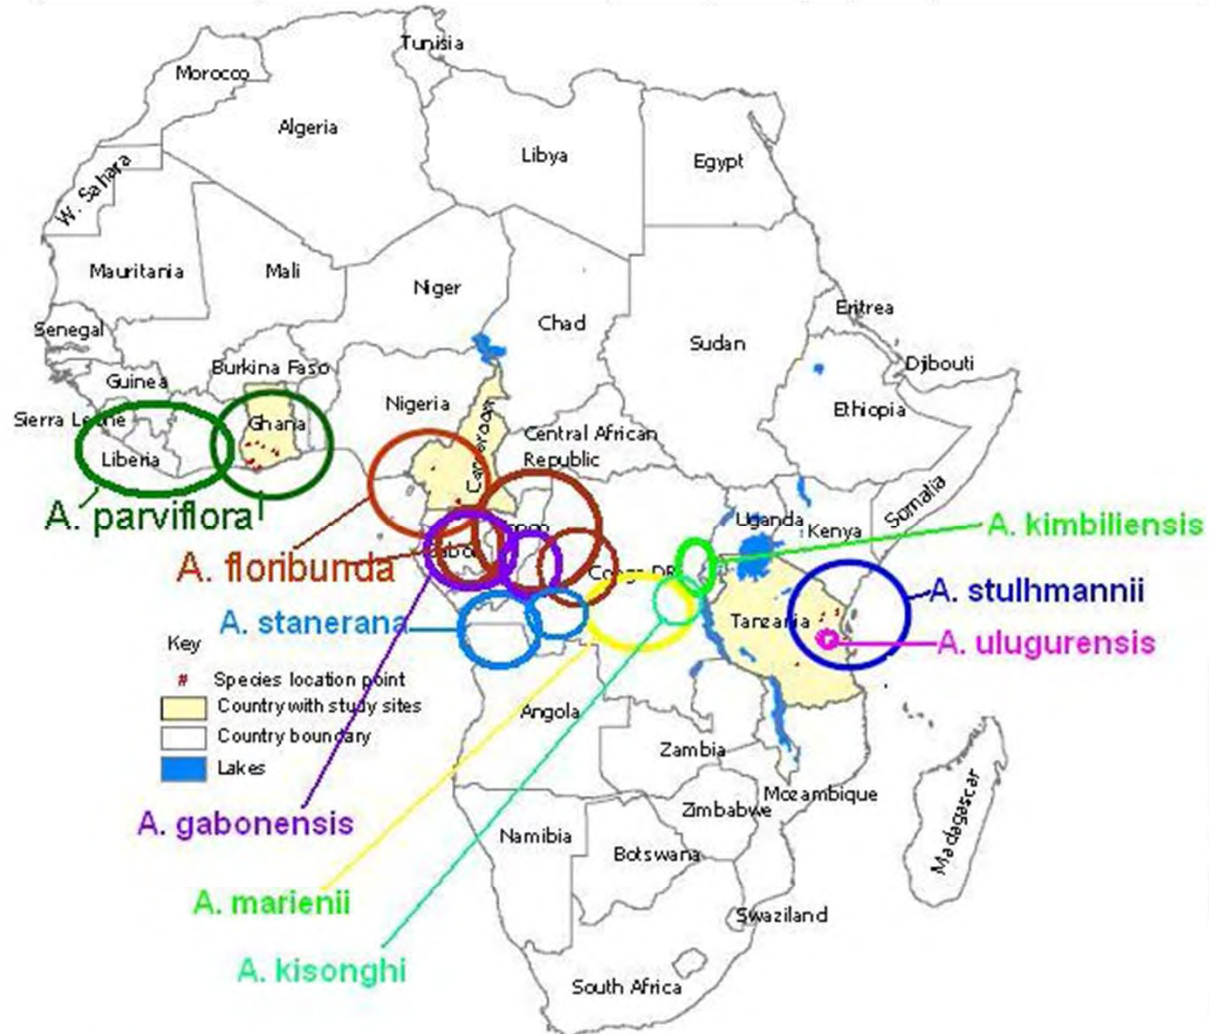 Tunisia
Morocco
Algeria
Libya
Egypt
W. Sahara
Mauritania
Mali
Niger
Chad
Sudan
Eritrea
Senegal
Djibouti
Burkina Faso
Guinea
Ethiopia
Nigeria
Sierra Leone
Ghana
Cameroon
Central African
Republic
Liberia
Somalia
A. parviflora
Uganda
Kenya
A. kimbiliensis
A. floribunda
Congo DR
A. stulhmannii
A. stanerana
Tanzania
A. ulugurensis
Key
# Species location point
Country with study sites
Country boundary
Lakes
Angola
Zambia
Mozambique
Zimbabwe
Madagascar
A. gabonensis
Namibia
Botswana
A. marienii
Swaziland
A. kisonghi
South Africa